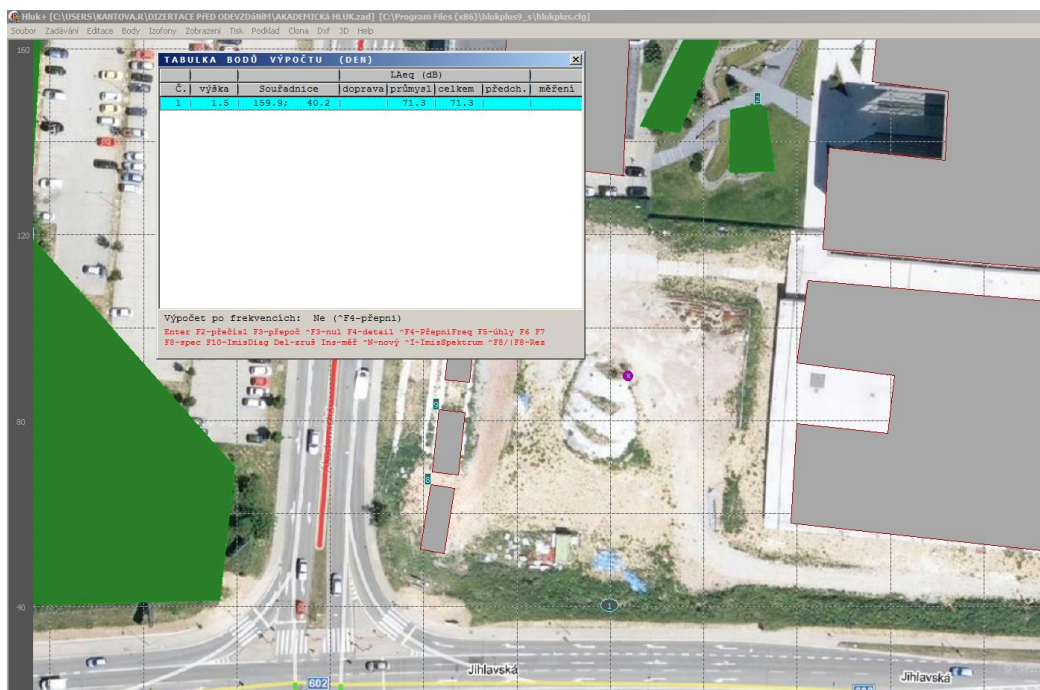 Hluk+ [C:\USERS\KANTOVA.R\DIZERTACE PŘED ODEVZDÁNÍM\AKADEMICKÁ HLUK.zad] [C:\Program Files (x86)\hlukplus9_s\hlukplus.cfg]
Soubor Zadávání Editace Body Izofony Zobrazení Tisk Podklad Clona Dxf 3D Help
160
TABULKA BODŮ VÝPOČTU (DEN)
LAeq (dB)
Č. výška Souřadnice doprava průmysl celkem předch. měření
1 1.5 159.9; 40.2 71.3 71.3
2
120
Výpočet po frekvencích: Ne (^F4-přepni)
Enter F2-přečísl F3-přepoč ^F3-nul F4-detail ^F4-PřepniFreq F5-úhly F6 F7
F8-spec F10-ImisDiag Del-zruš Ins-měř ^N-nový ^I-ImisSpektrum ^F8/|F8-Rez
80
40
1
Jihlavská
Jihlavská
602
602